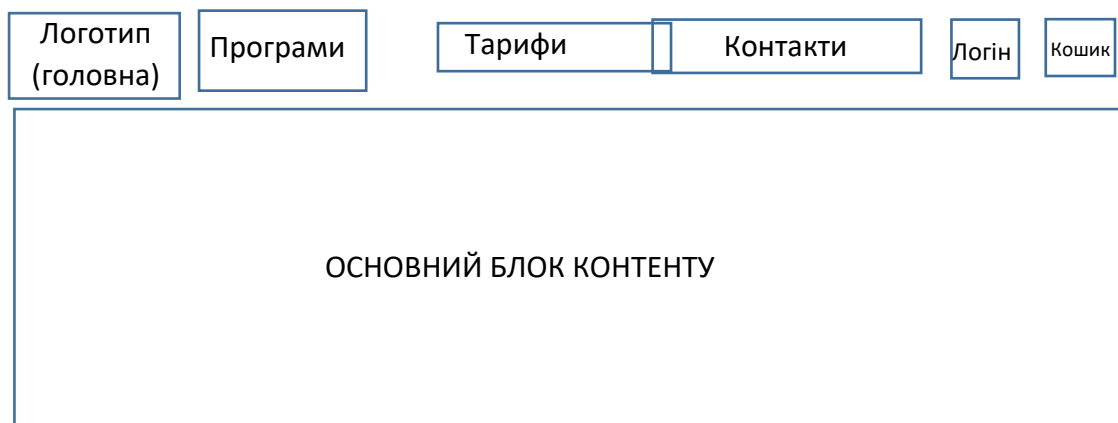 Логотип
(головна)
Програми
Тарифи
Контакти
Логін
Кошик
ОСНОВНИЙ БЛОК КОНТЕНТУ